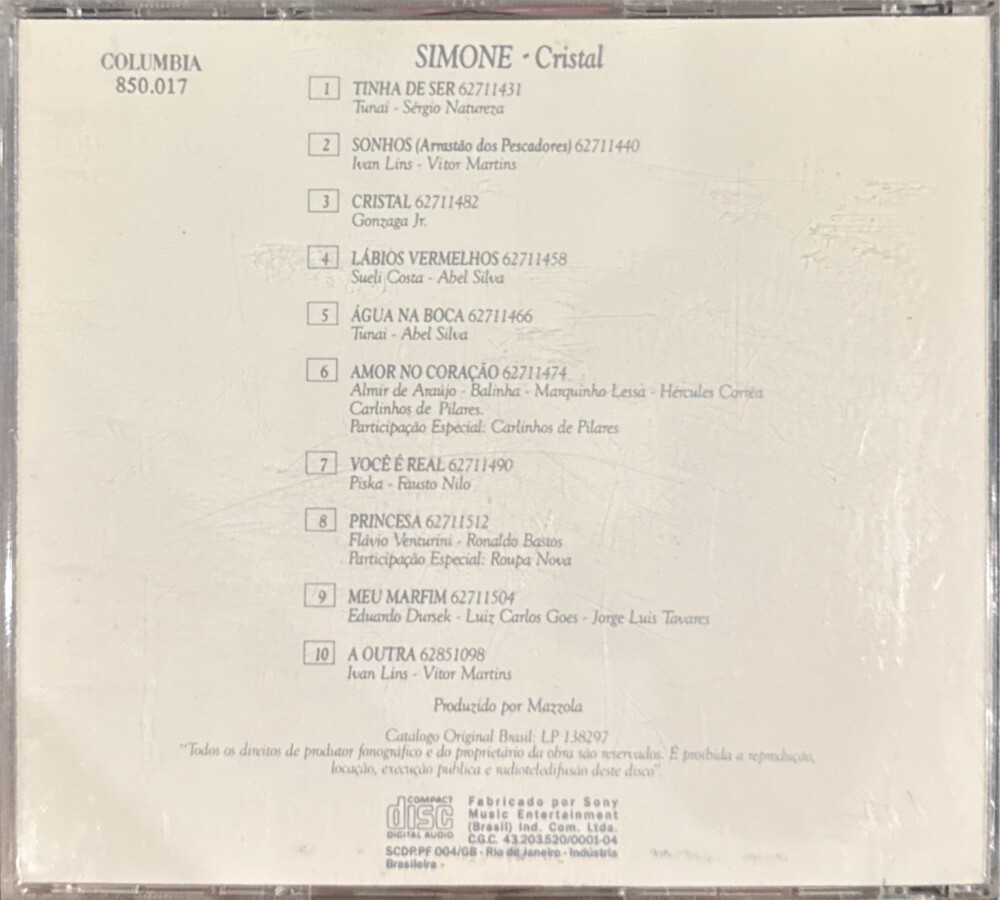 COLUMBIA
850.017
SIMONE - Cristal
1 TINHA DE SER 62711431
Tunai - Sérgio Natureza
2 SONHOS (Arrastão dos Pescadores) 62711440
Ivan Lins - Vitor Martins
3 CRISTAL 62711482
Gonzaga Jr.
4 LÁBIOS VERMELHOS 62711458
Sueli Costa - Abel Silva
5 ÁGUA NA BOCA 62711466
Tunai - Abel Silva
6 AMOR NO CORAÇÃO 62711474
Almir de Araújo - Balinha - Marquinho Lessa - Hércules Corrêa
Carlinhos de Pilares.
Participação Especial: Carlinhos de Pilares
7 VOCÊ É REAL 62711490
Piska - Fausto Nilo
8 PRINCESA 62711512
Flávio Venturini - Ronaldo Bastos
Participação Especial: Roupa Nova
9 MEU MARFIM 62711504
Eduardo Dursek - Luiz Carlos Goes - Jorge Luis Tavares
10 A OUTRA 62851098
Ivan Lins - Vitor Martins
Produzido por Mazzola
Catálogo Original Brasil: LP 138297
"Todos os direitos de produtor fonográfico e do proprietário da obra são reservados. É proibida a reprodução,
locação, execução pública e radioteledifusão deste disco".
COMPACT
disc
DIGITAL AUDIO
Fabricado por Sony
Music Entertainment
(Brasil) Ind. Com. Ltda.
C.G.C. 43.203.520/0001-04
SCDP.PF 004/GB - Rio de Janeiro - Indústria
Brasileira -